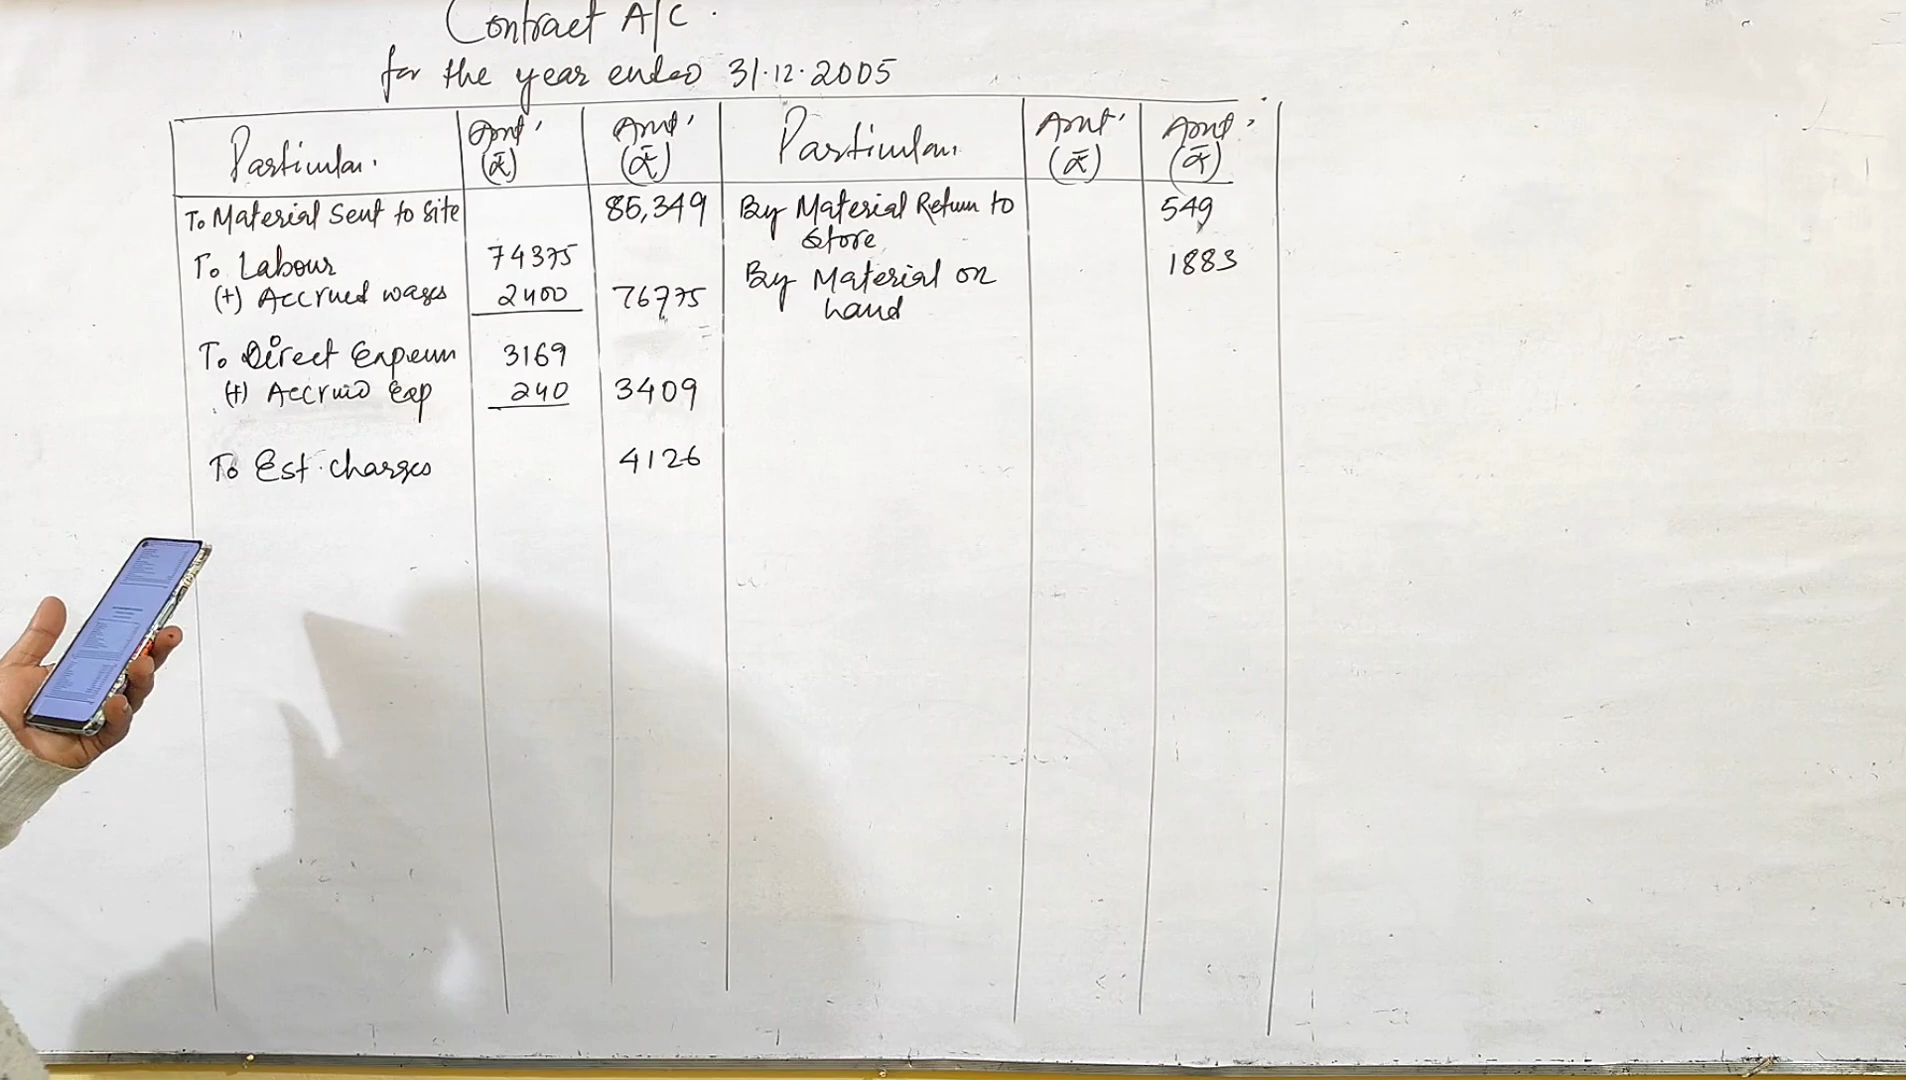 Contract A/C.
for the year ended 31.12.2005
Particular. Amt. (₹) Amt. (₹) Particular. Amt. (₹) Amt. (₹)
To Material Sent to Site 85,349 By Material Return to Store 549
To Labour 74375
(+) Accrued wages 2400 76775 By Material on hand 1883
To Direct Expenses 3169
(+) Accrued Exp 240 3409
To Est. charges 4126